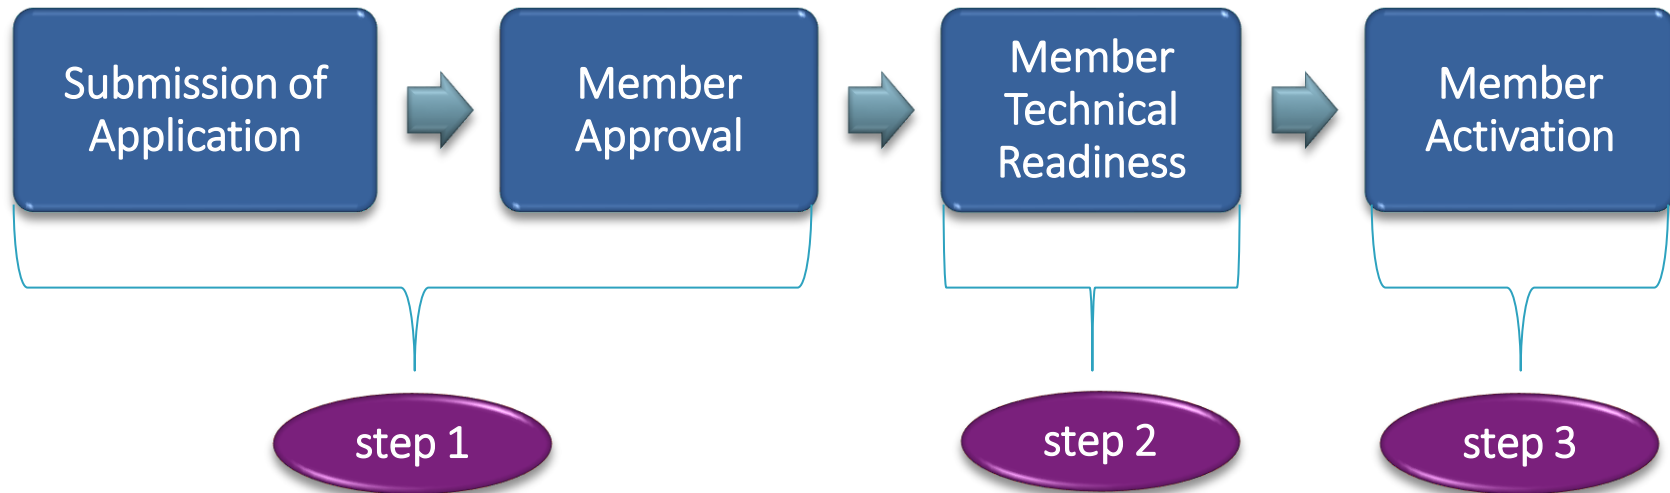 Submission of
Application
Member
Approval
Member
Technical
Readiness
Member
Activation
step 1
step 2
step 3